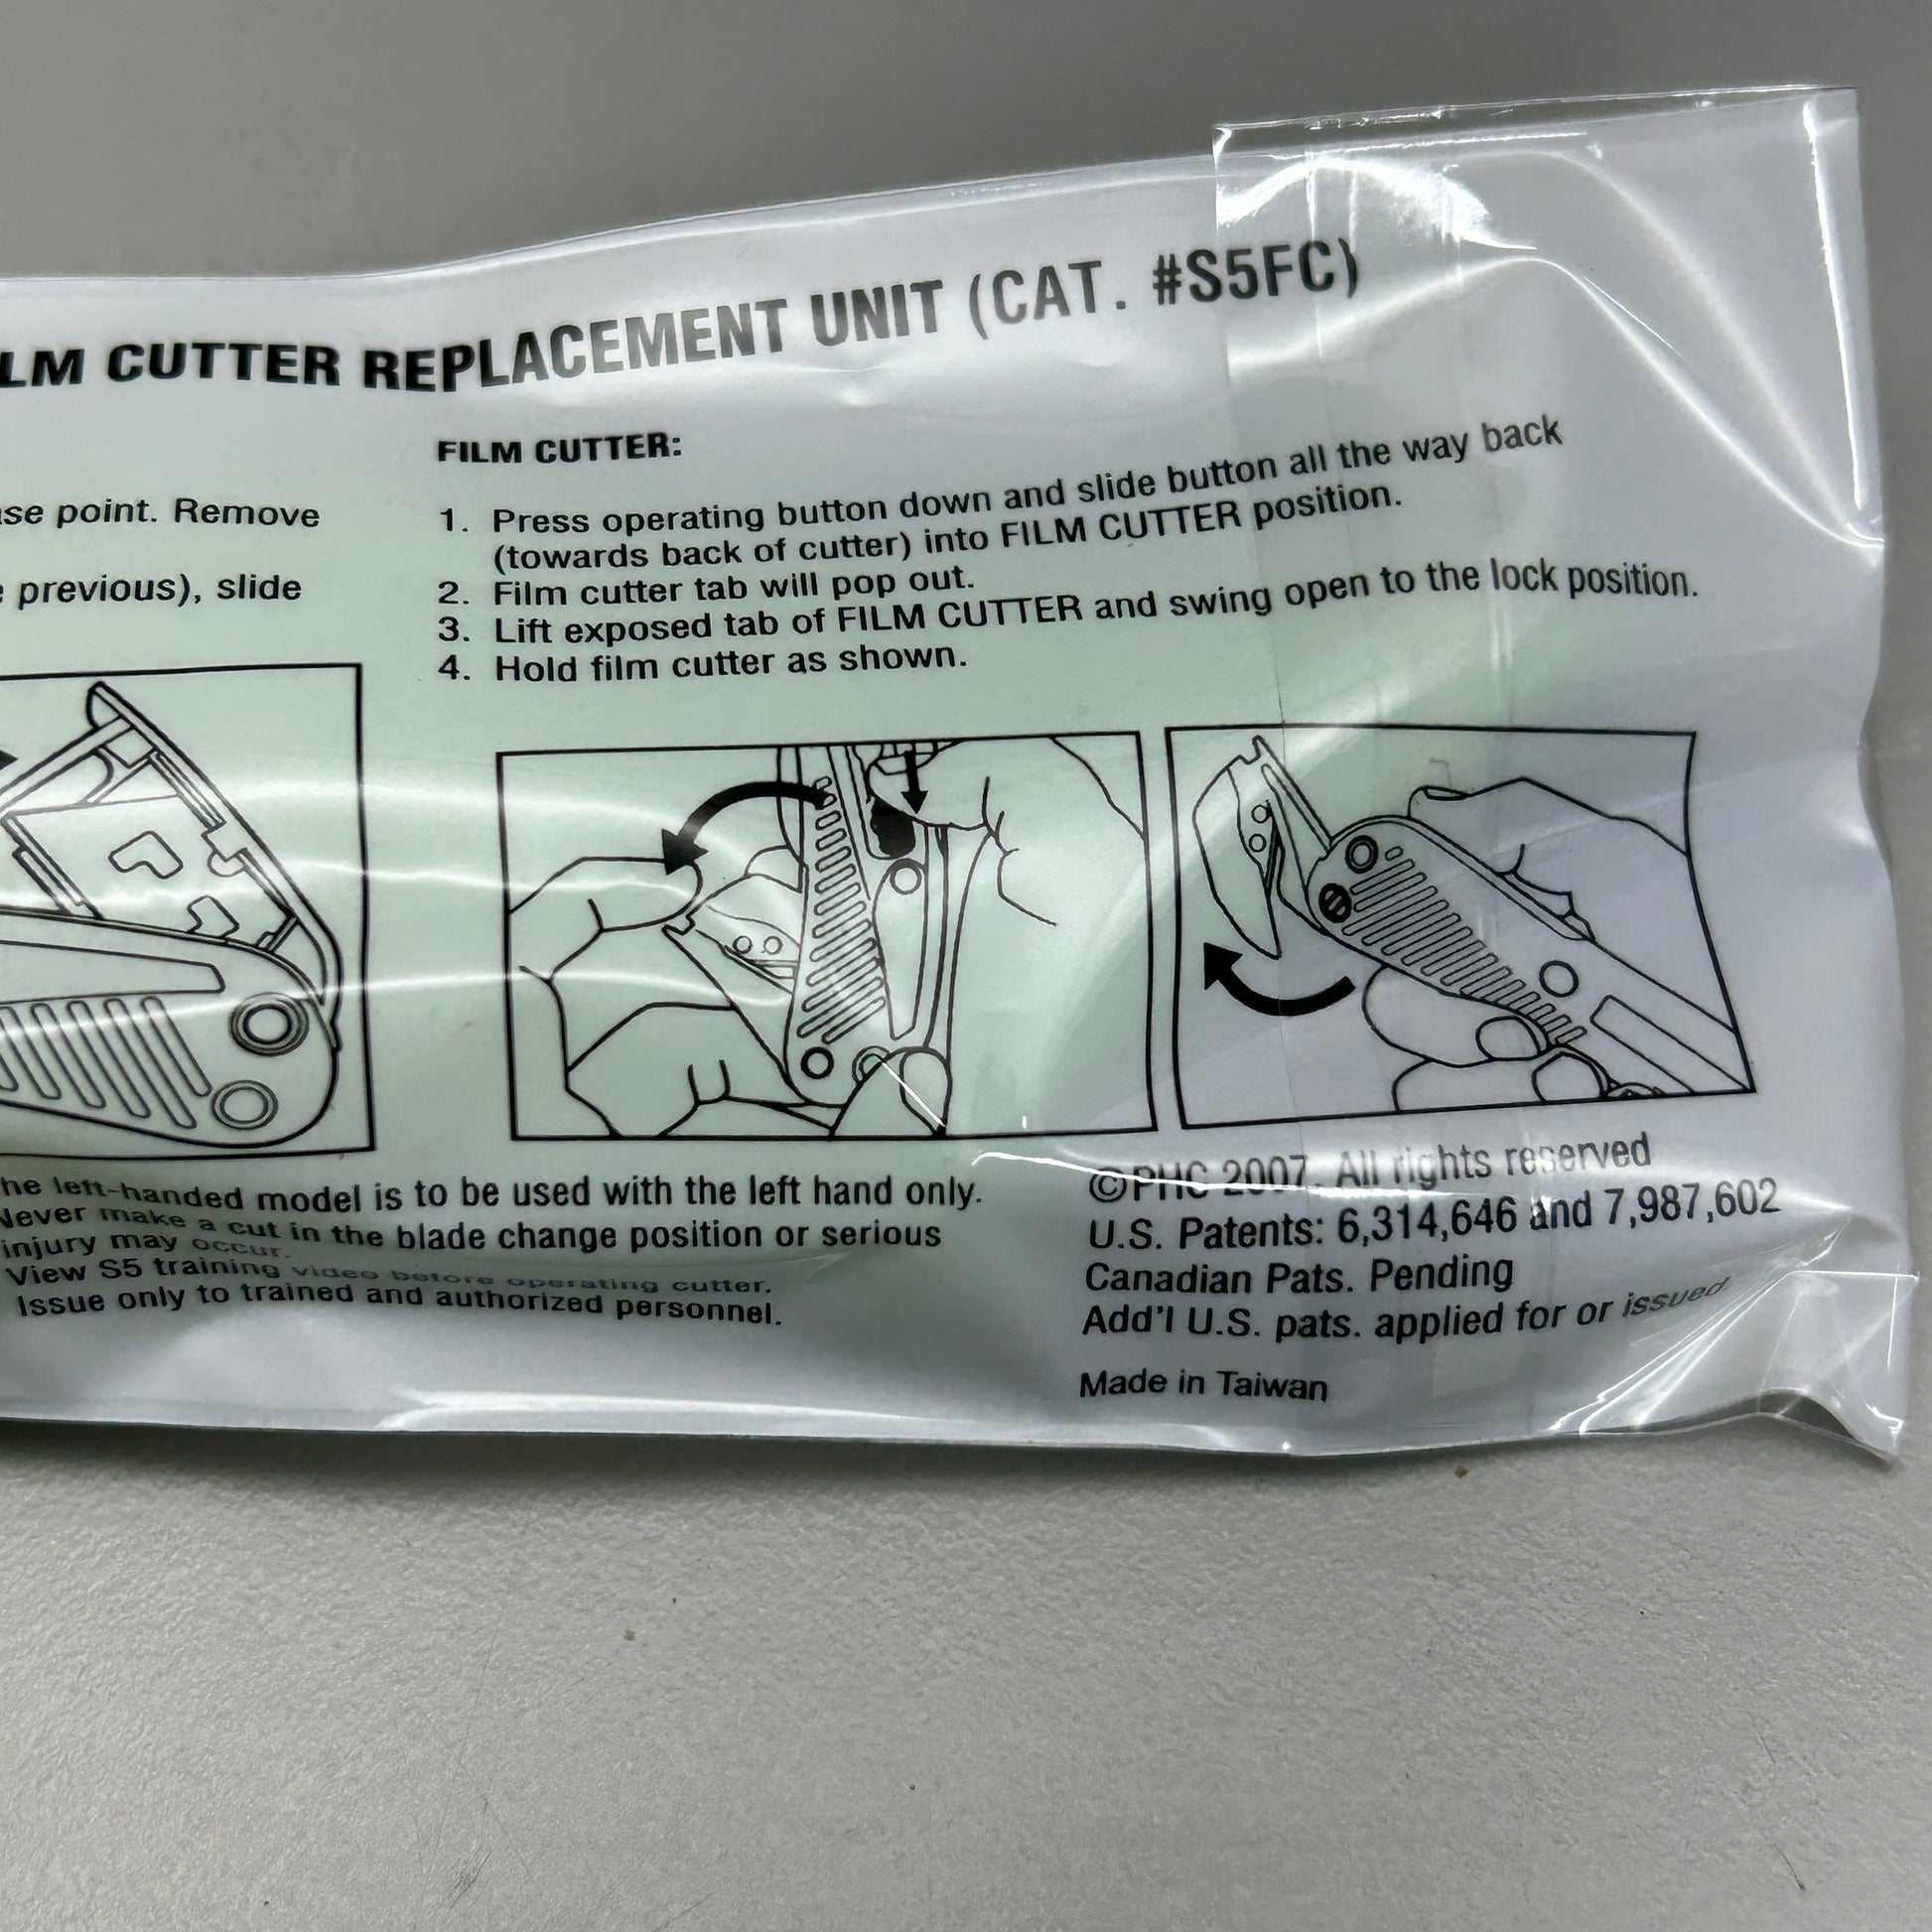 LM CUTTER REPLACEMENT UNIT (CAT. #S5FC)
point. Remove
previous), slide
FILM CUTTER:
1. Press operating button down and slide button all the way back
(towards back of cutter) into FILM CUTTER position.
2. Film cutter tab will pop out.
3. Lift exposed tab of FILM CUTTER and swing open to the lock position.
4. Hold film cutter as shown.
he left-handed model is to be used with the left hand only.
Never make a cut in the blade change position or serious
injury may occur.
View S5 training video before operating cutter.
Issue only to trained and authorized personnel.
©PHC 2007. All rights reserved
U.S. Patents: 6,314,646 and 7,987,602
Canadian Pats. Pending
Add'l U.S. pats. applied for or issued
Made in Taiwan